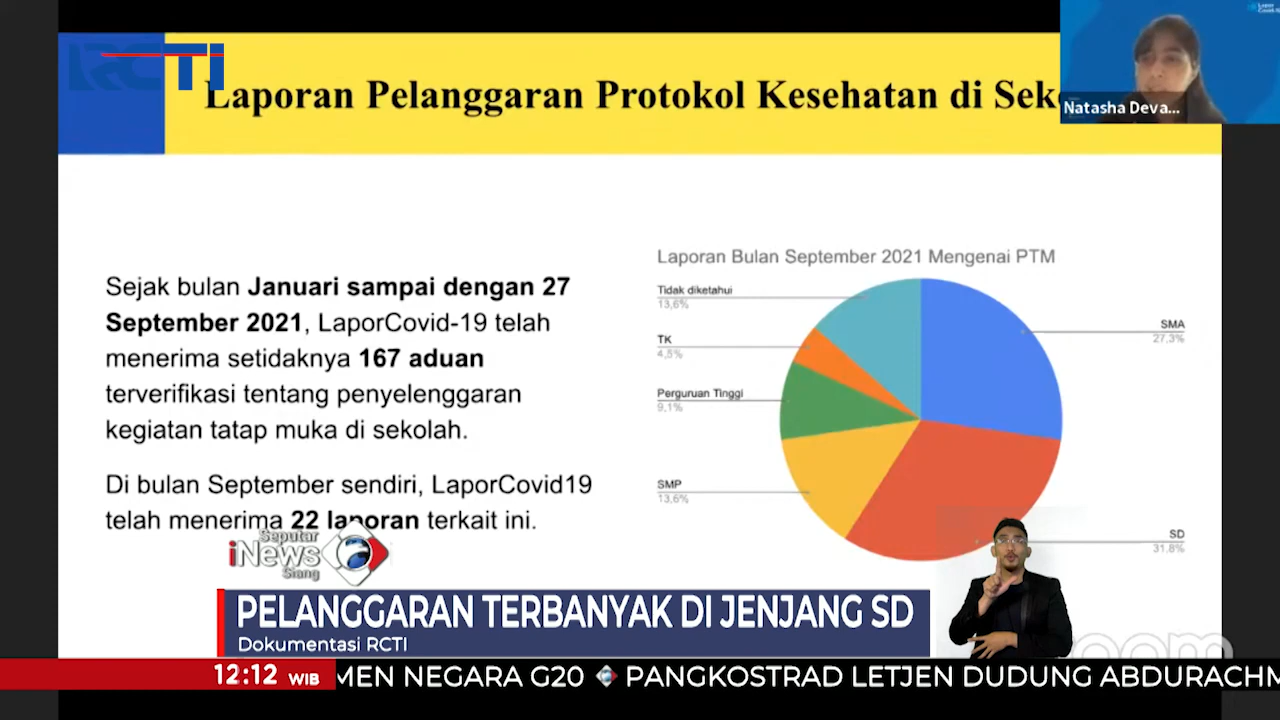 RCTI
Laporan Pelanggaran Protokol Kesehatan di Sek
Natasha Deva...
Laporan Bulan September 2021 Mengenai PTM
Sejak bulan Januari sampai dengan 27
September 2021, LaporCovid-19 telah
menerima setidaknya 167 aduan
terverifikasi tentang penyelenggaran
kegiatan tatap muka di sekolah.
Di bulan September sendiri, LaporCovid19
telah menerima 22 laporan terkait ini.
Tidak diketahui
13,6%
TK
4,5%
Perguruan Tinggi
9,1%
SMP
13,6%
SMA
27,3%
SD
31,8%
Seputar
iNews
Siang
PELANGGARAN TERBANYAK DI JENJANG SD
Dokumentasi RCTI
zoom
12:12 WIB
MEN NEGARA G20 PANGKOSTRAD LETJEN DUDUNG ABDURACHM